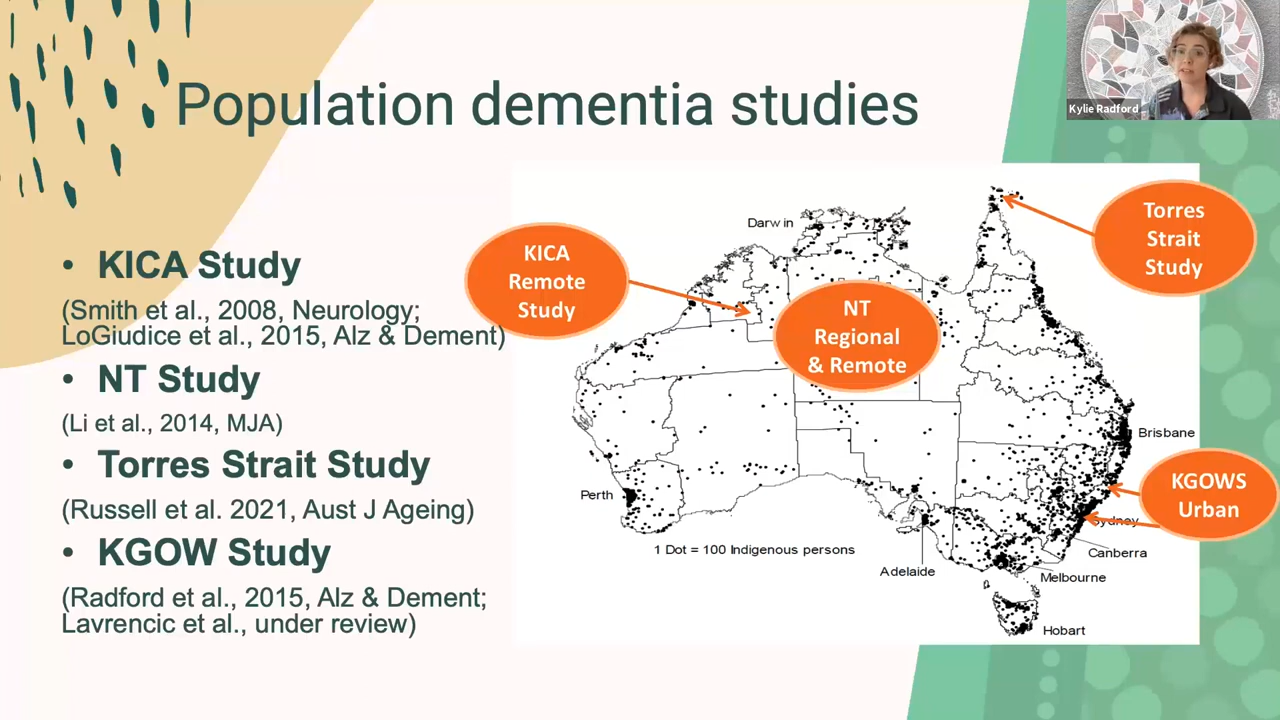 Kylie Radford
Population dementia studies
• KICA Study
(Smith et al., 2008, Neurology;
LoGiudice et al., 2015, Alz & Dement)
• NT Study
(Li et al., 2014, MJA)
• Torres Strait Study
(Russell et al. 2021, Aust J Ageing)
• KGOW Study
(Radford et al., 2015, Alz & Dement;
Lavrencic et al., under review)
Darwin
KICA
Remote
Study
NT
Regional
& Remote
Torres
Strait
Study
Brisbane
KGOWS
Urban
Perth
Sydney
1 Dot = 100 Indigenous persons
Canberra
Adelaide
Melbourne
Hobart